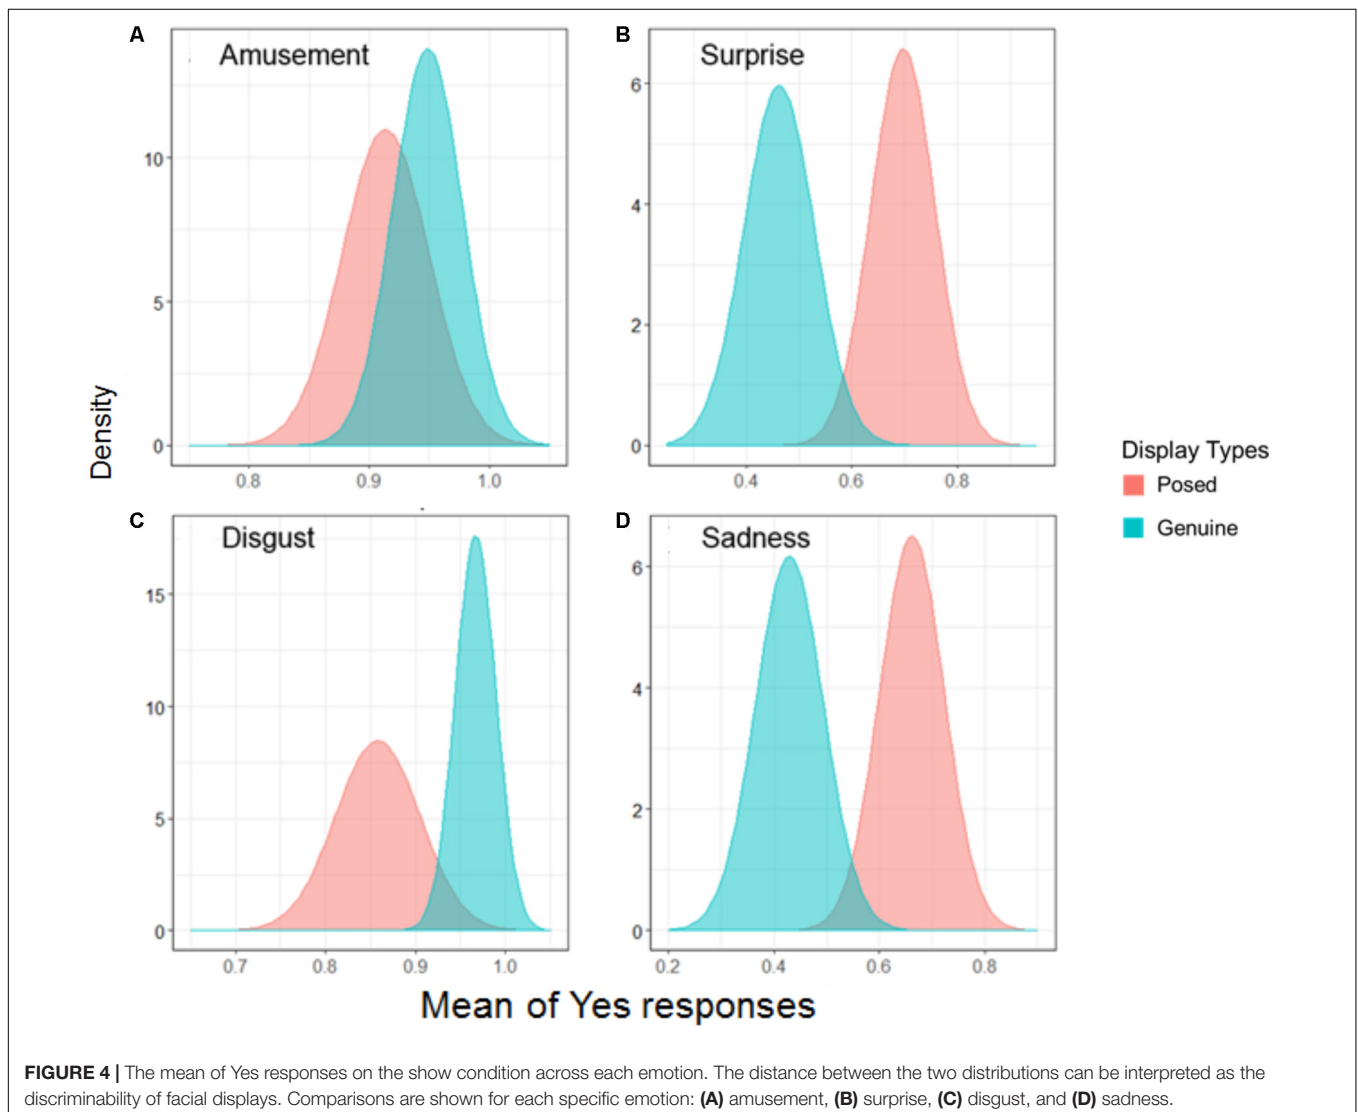 A
Amusement
10
5
0
0.8 0.9 1.0
B
Surprise
6
4
2
0
0.4 0.6 0.8
Density
C
Disgust
15
10
5
0
0.7 0.8 0.9 1.0
D
Sadness
6
4
2
0
0.2 0.4 0.6 0.8
Mean of Yes responses
Display Types
Posed
Genuine
FIGURE 4 | The mean of Yes responses on the show condition across each emotion. The distance between the two distributions can be interpreted as the
discriminability of facial displays. Comparisons are shown for each specific emotion: (A) amusement, (B) surprise, (C) disgust, and (D) sadness.